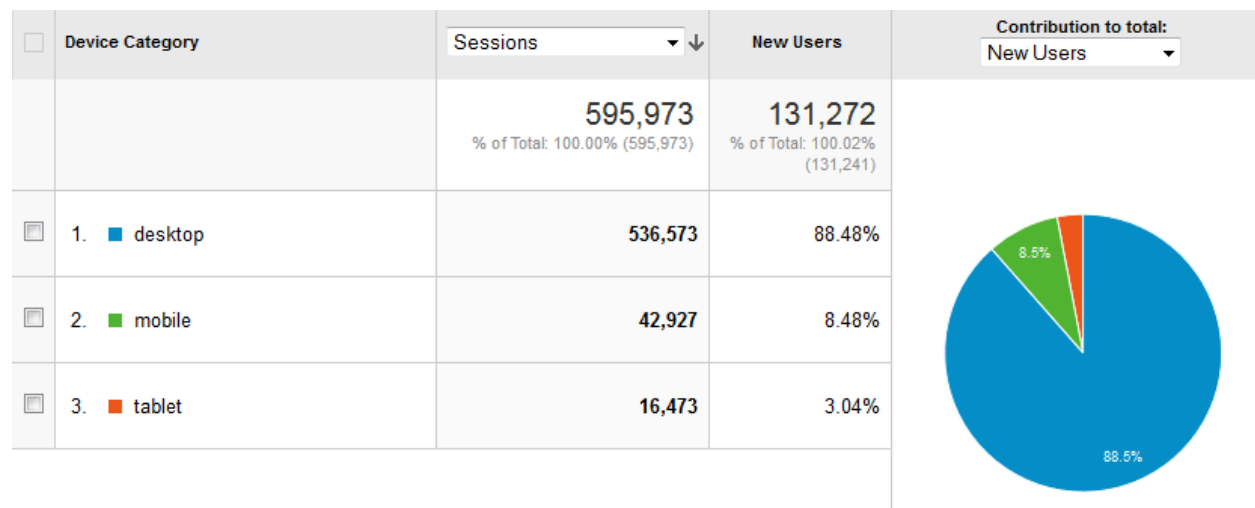 Device Category
Sessions
New Users
Contribution to total:
New Users
595,973
% of Total: 100.00% (595,973)
131,272
% of Total: 100.02%
(131,241)
1. desktop 536,573 88.48%
2. mobile 42,927 8.48%
3. tablet 16,473 3.04%
8.5%
88.5%